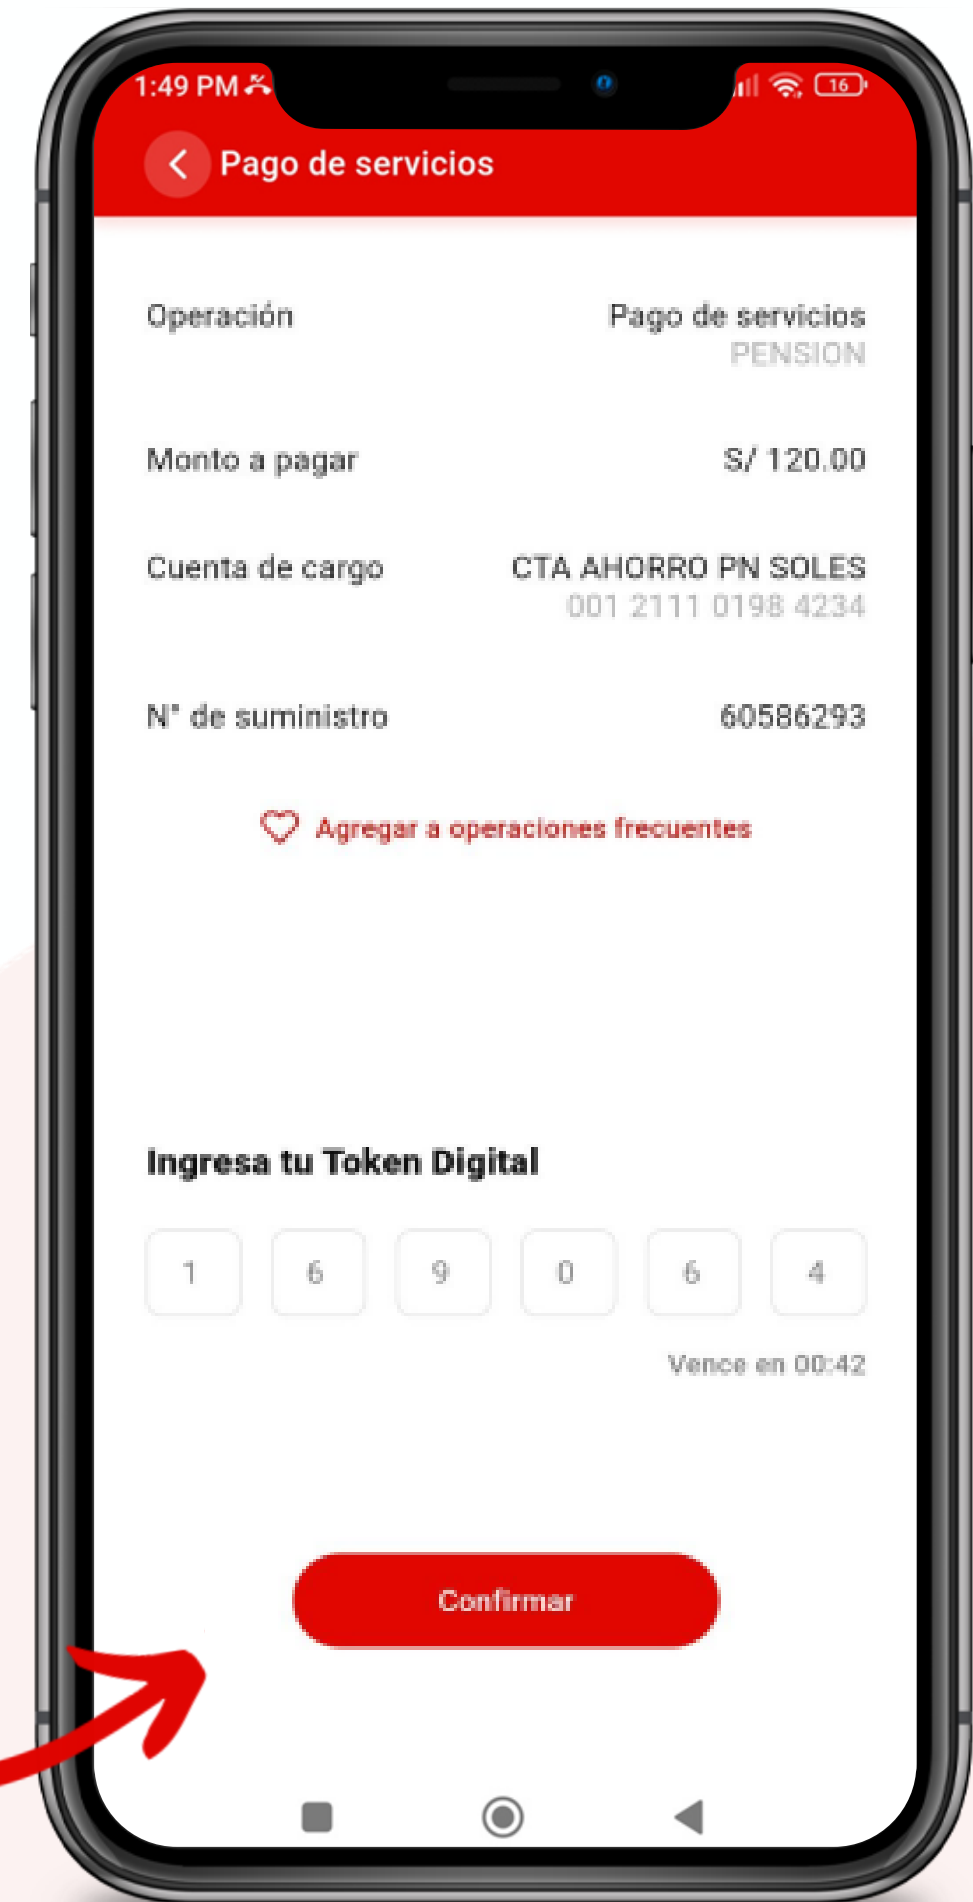 1:49 PM
16
Pago de servicios
Operación Pago de servicios
PENSION
Monto a pagar S/ 120.00
Cuenta de cargo CTA AHORRO PN SOLES
001 2111 0198 4234
N° de suministro 60586293
Agregar a operaciones frecuentes
Ingresa tu Token Digital
1 6 9 0 6 4
Vence en 00:42
Confirmar